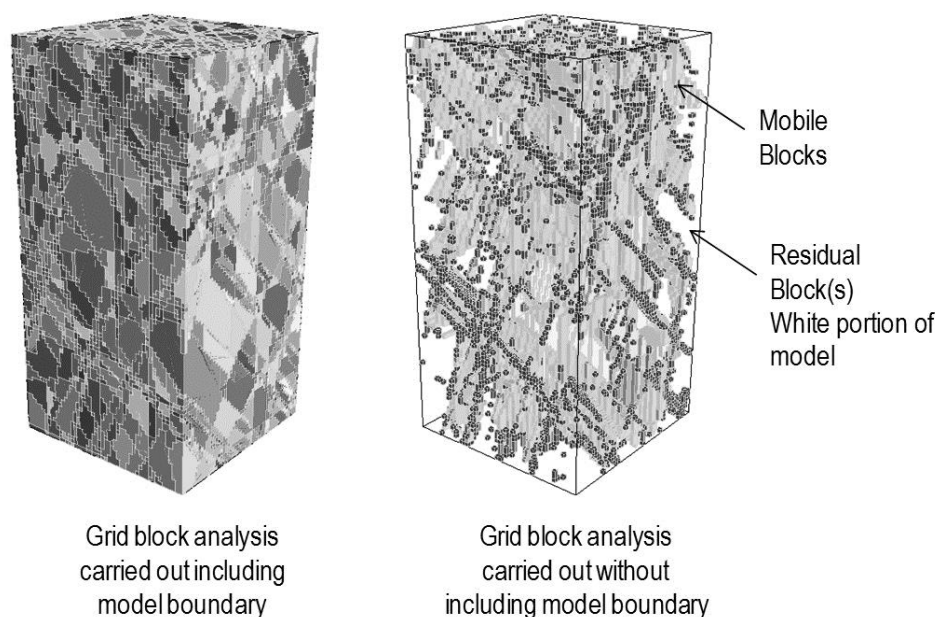 Mobile
Blocks
Residual
Block(s)
White portion of
model
Grid block analysis
carried out including
model boundary
Grid block analysis
carried out without
including model boundary